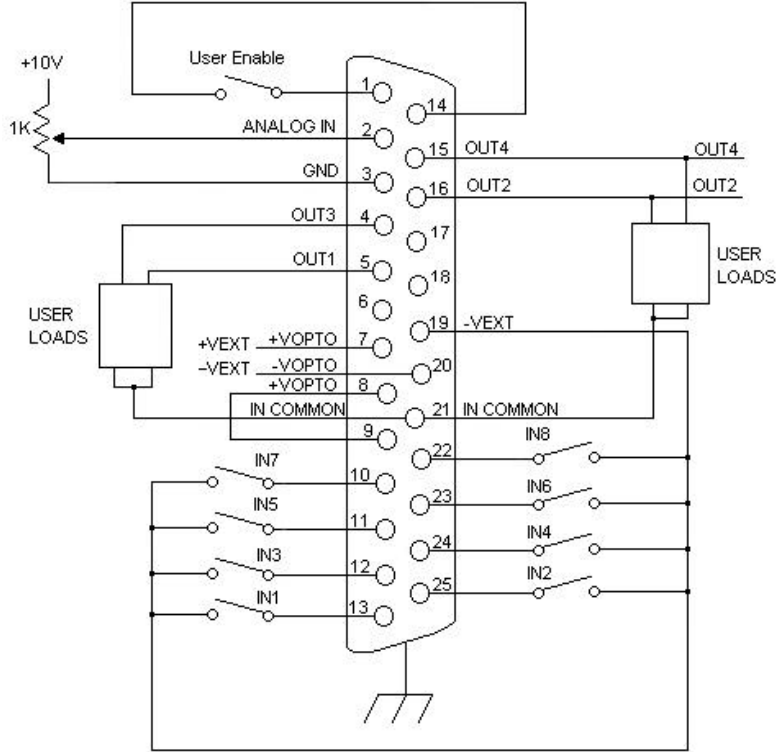 User Enable
+10V
1
14
1K
ANALOG IN
2
15
OUT4
OUT4
GND
3
16
OUT2
OUT2
OUT3
4
17
OUT1
5
18
USER
LOADS
USER
LOADS
6
19
-VEXT
+VEXT
+VOPTO
7
–VEXT
-VOPTO
20
+VOPTO
8
IN COMMON
21
IN COMMON
9
22
IN8
IN7
10
23
IN6
IN5
11
24
IN4
IN3
12
25
IN2
IN1
13